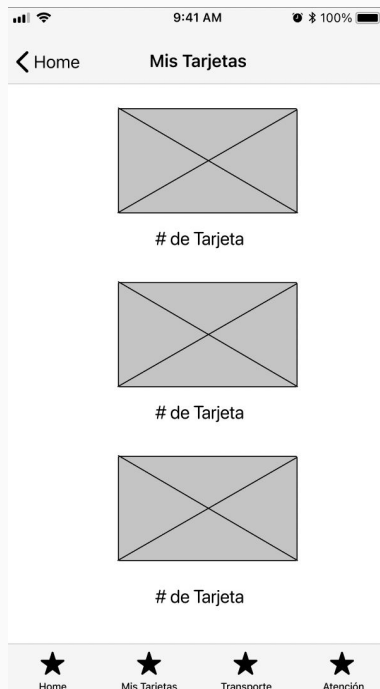 9:41 AM
100%
Home
Mis Tarjetas
# de Tarjeta
# de Tarjeta
# de Tarjeta
Home
Mis Tarjetas
Transporte
Atención